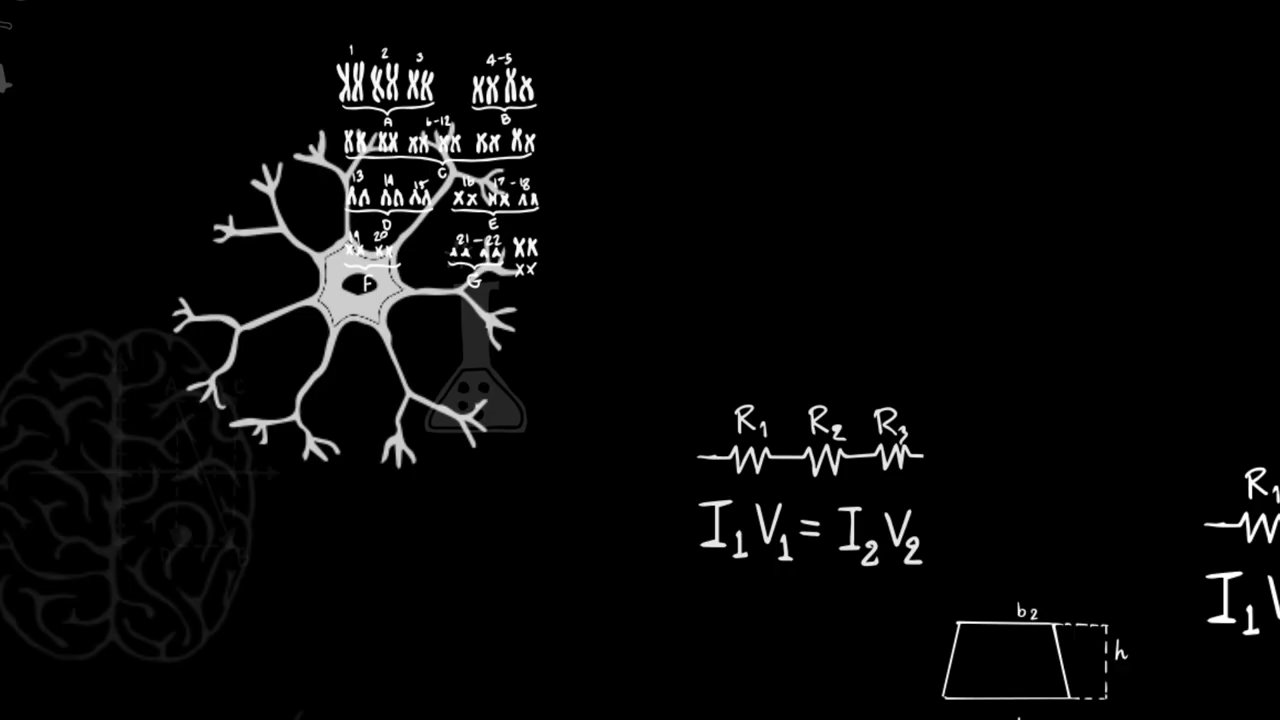 1 2 3 4-5
A B
6-12
C
13 14 15 16 17-18
D E
19 20 21-22
F G
R₁ R₂ R₃
I₁V₁ = I₂V₂
R₁
I₁
b₂
h